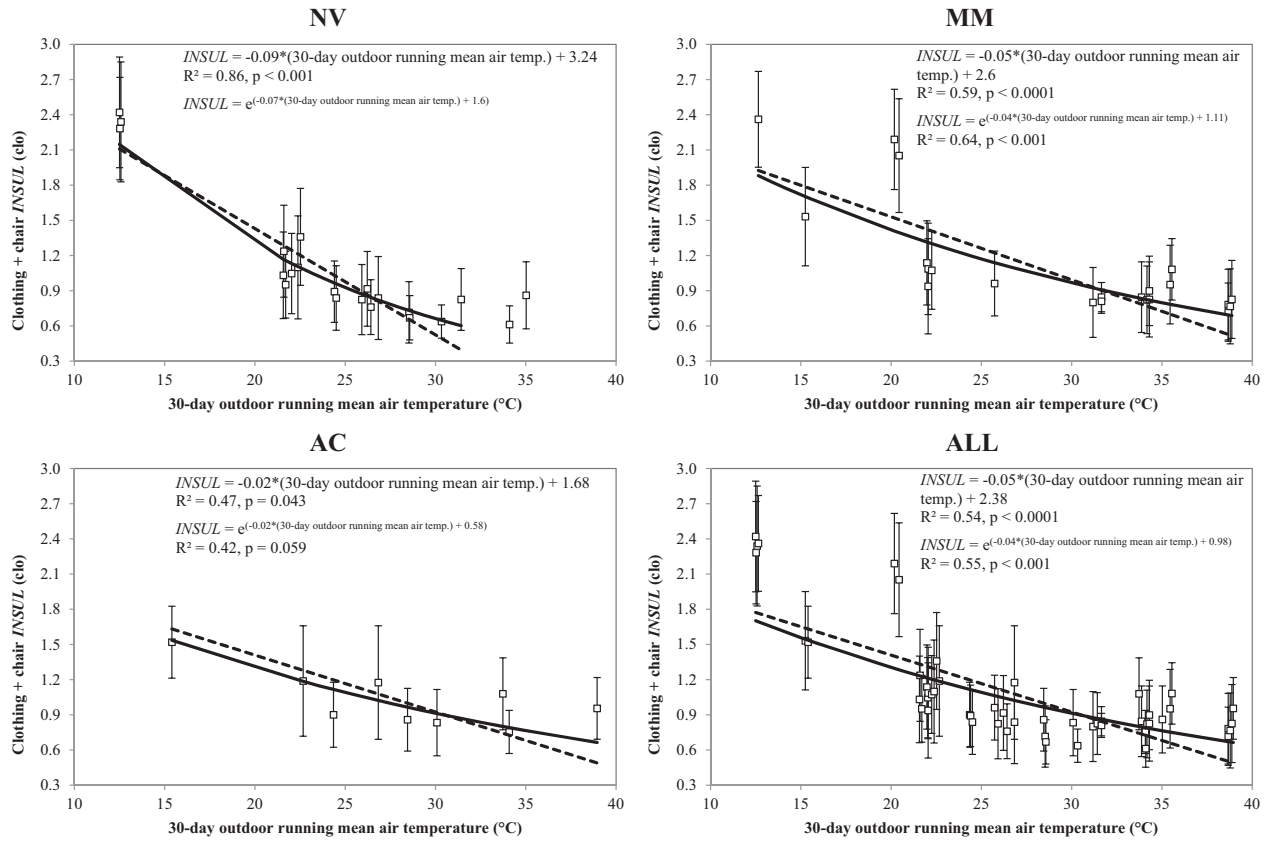 NV
INSUL = -0.09*(30-day outdoor running mean air temp.) + 3.24
R² = 0.86, p < 0.001
INSUL = e(-0.07*(30-day outdoor running mean air temp.) + 1.6)
Clothing + chair INSUL (clo)
3.0
2.7
2.4
2.1
1.8
1.5
1.2
0.9
0.6
0.3
10 15 20 25 30 35 40
30-day outdoor running mean air temperature (°C)
MM
INSUL = -0.05*(30-day outdoor running mean air
temp.) + 2.6
R² = 0.59, p < 0.0001
INSUL = e(-0.04*(30-day outdoor running mean air temp.) + 1.11)
R² = 0.64, p < 0.001
Clothing + chair INSUL (clo)
3.0
2.7
2.4
2.1
1.8
1.5
1.2
0.9
0.6
0.3
10 15 20 25 30 35 40
30-day outdoor running mean air temperature (°C)
AC
INSUL = -0.02*(30-day outdoor running mean air temp.) + 1.68
R² = 0.47, p = 0.043
INSUL = e(-0.02*(30-day outdoor running mean air temp.) + 0.58)
R² = 0.42, p = 0.059
Clothing + chair INSUL (clo)
3.0
2.7
2.4
2.1
1.8
1.5
1.2
0.9
0.6
0.3
10 15 20 25 30 35 40
30-day outdoor running mean air temperature (°C)
ALL
INSUL = -0.05*(30-day outdoor running mean air
temp.) + 2.38
R² = 0.54, p < 0.0001
INSUL = e(-0.04*(30-day outdoor running mean air temp.) + 0.98)
R² = 0.55, p < 0.001
Clothing + chair INSUL (clo)
3.0
2.7
2.4
2.1
1.8
1.5
1.2
0.9
0.6
0.3
10 15 20 25 30 35 40
30-day outdoor running mean air temperature (°C)